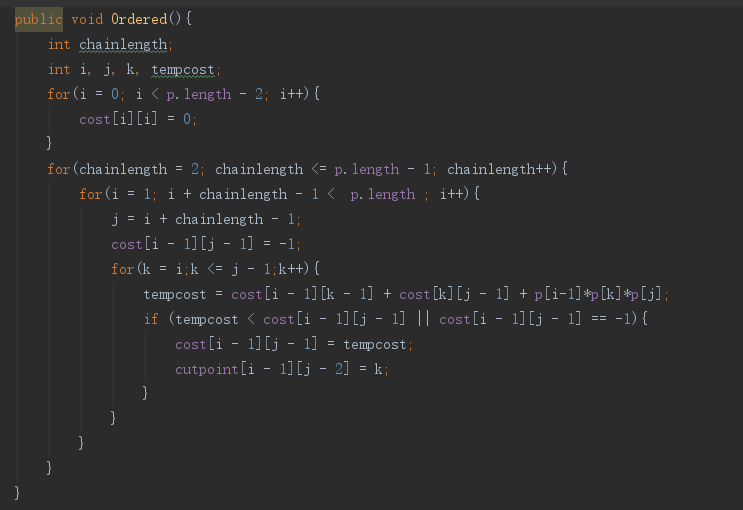 public void Ordered(){
int chainlength;
int i, j, k, tempcost;
for(i = 0; i < p.length - 2; i++){
cost[i][i] = 0;
}
for(chainlength = 2; chainlength <= p.length - 1; chainlength++){
for(i = 1; i + chainlength - 1 < p.length ; i++){
j = i + chainlength - 1;
cost[i - 1][j - 1] = -1;
for(k = i;k <= j - 1;k++){
tempcost = cost[i - 1][k - 1] + cost[k][j - 1] + p[i-1]*p[k]*p[j];
if (tempcost < cost[i - 1][j - 1] || cost[i - 1][j - 1] == -1){
cost[i - 1][j - 1] = tempcost;
cutpoint[i - 1][j - 2] = k;
}
}
}
}
}